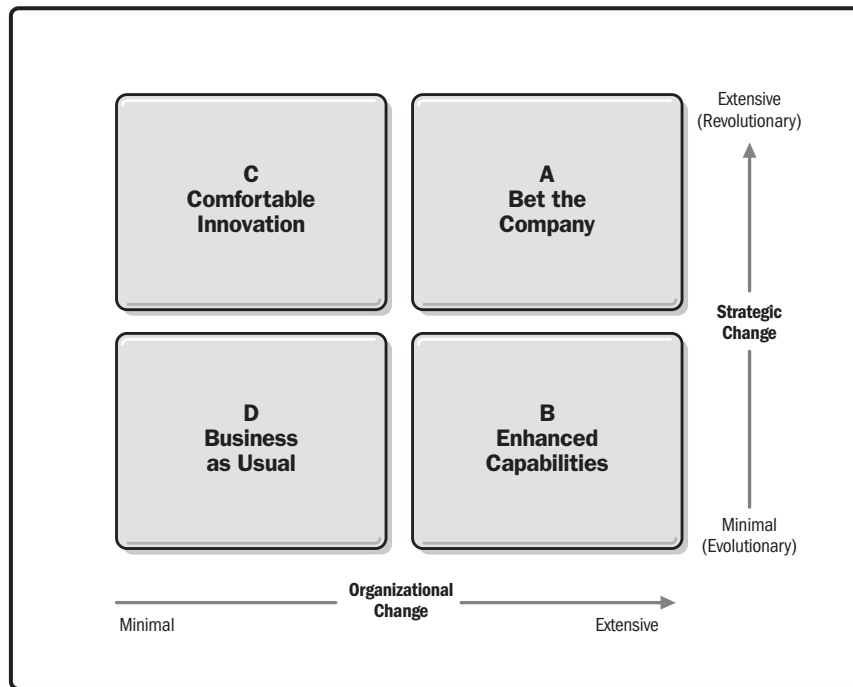 C
Comfortable
Innovation
A
Bet the
Company
Extensive
(Revolutionary)
Strategic
Change
D
Business
as Usual
B
Enhanced
Capabilities
Minimal
(Evolutionary)
Organizational
Change
Minimal
Extensive